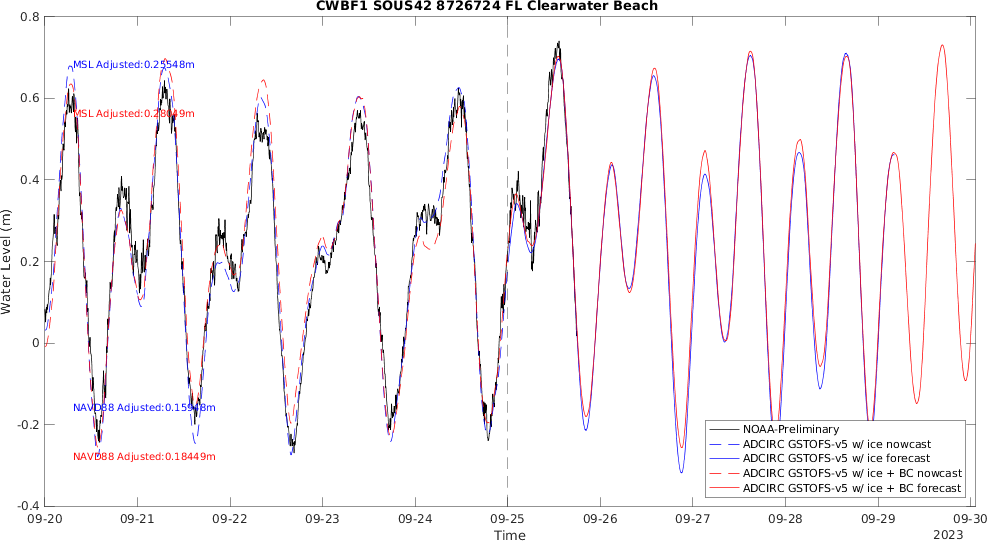 CWBF1 SOUS42 8726724 FL Clearwater Beach
0.8
0.6
0.4
0.2
0
-0.2
-0.4
Water Level (m)
MSL Adjusted:0.25548m
MSL Adjusted:0.28049m
NAVD88 Adjusted:0.15948m
NAVD88 Adjusted:0.18449m
NOAA-Preliminary
ADCIRC GSTOFS-v5 w/ ice nowcast
ADCIRC GSTOFS-v5 w/ ice forecast
ADCIRC GSTOFS-v5 w/ ice + BC nowcast
ADCIRC GSTOFS-v5 w/ ice + BC forecast
09-20 09-21 09-22 09-23 09-24 09-25 09-26 09-27 09-28 09-29 09-30
Time
2023